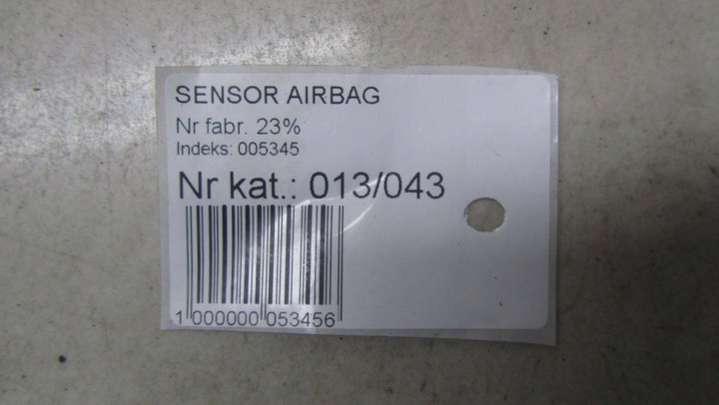 SENSOR AIRBAG
Nr fabr. 23%
Indeks: 005345
Nr kat.: 013/043
1 000000 053456